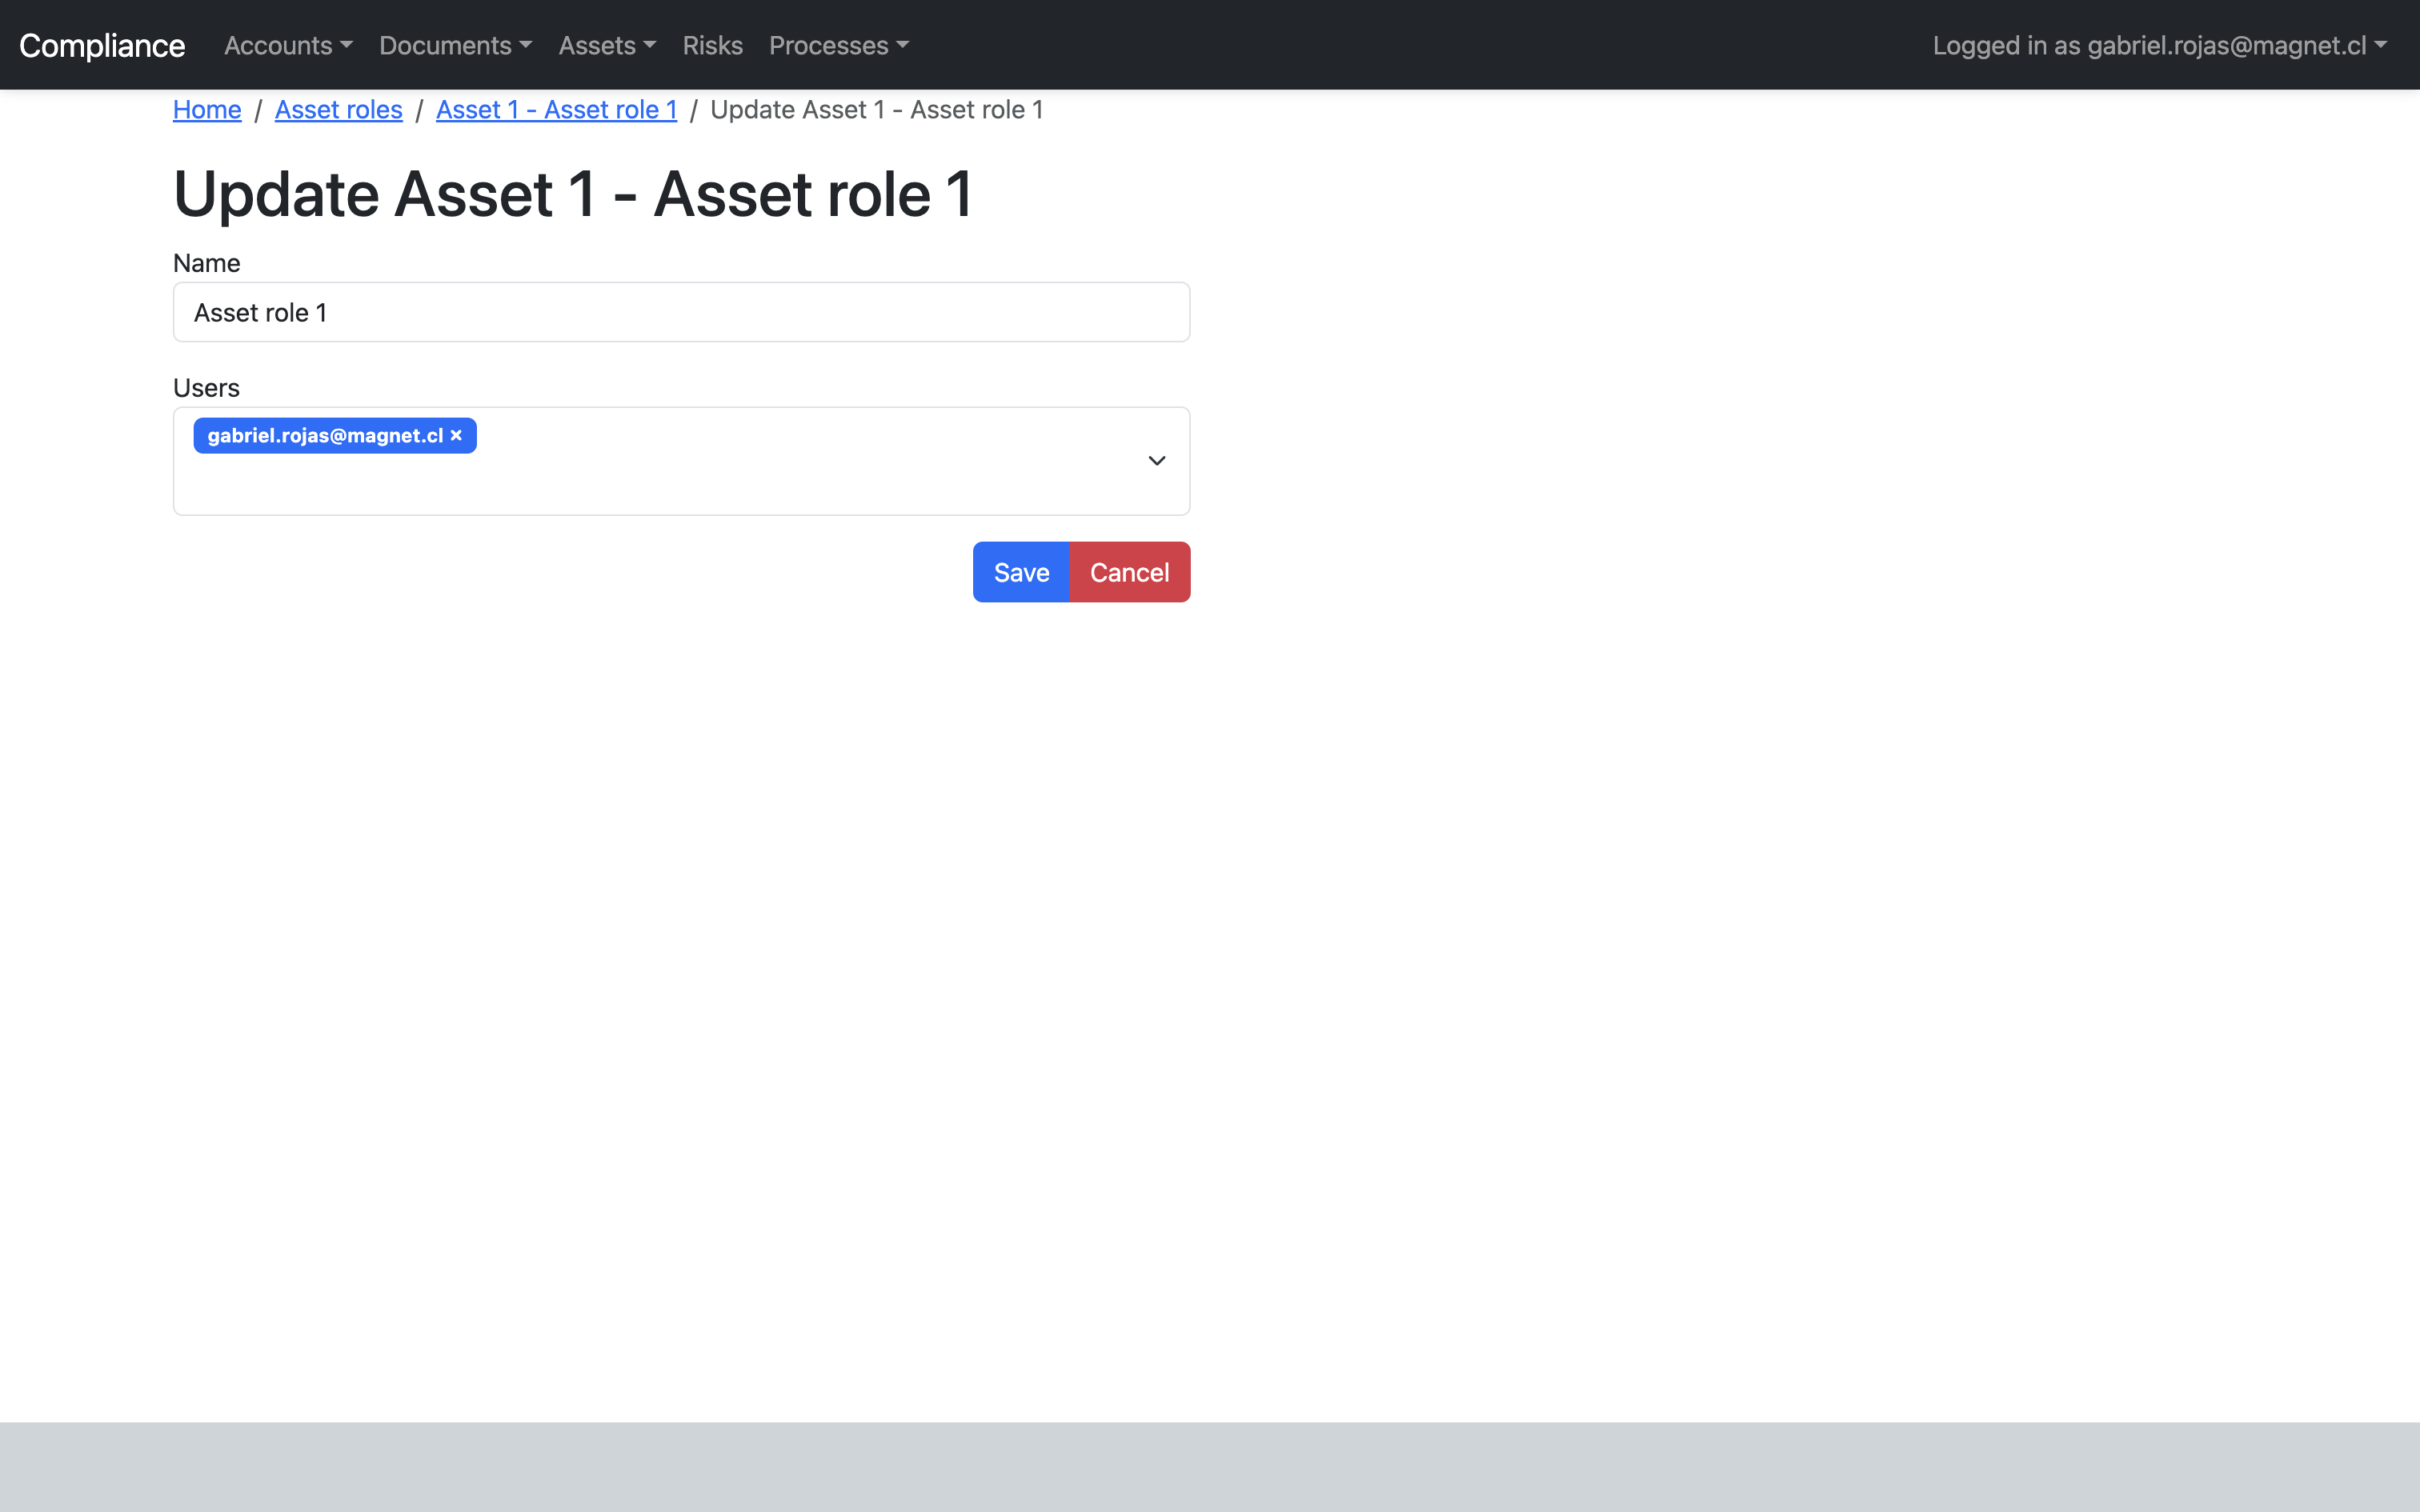 Compliance Accounts Documents Assets Risks Processes Logged in as gabriel.rojas@magnet.cl
Home / Asset roles / Asset 1 - Asset role 1 / Update Asset 1 - Asset role 1
Update Asset 1 - Asset role 1
Name
Asset role 1
Users
gabriel.rojas@magnet.cl ×
Save Cancel